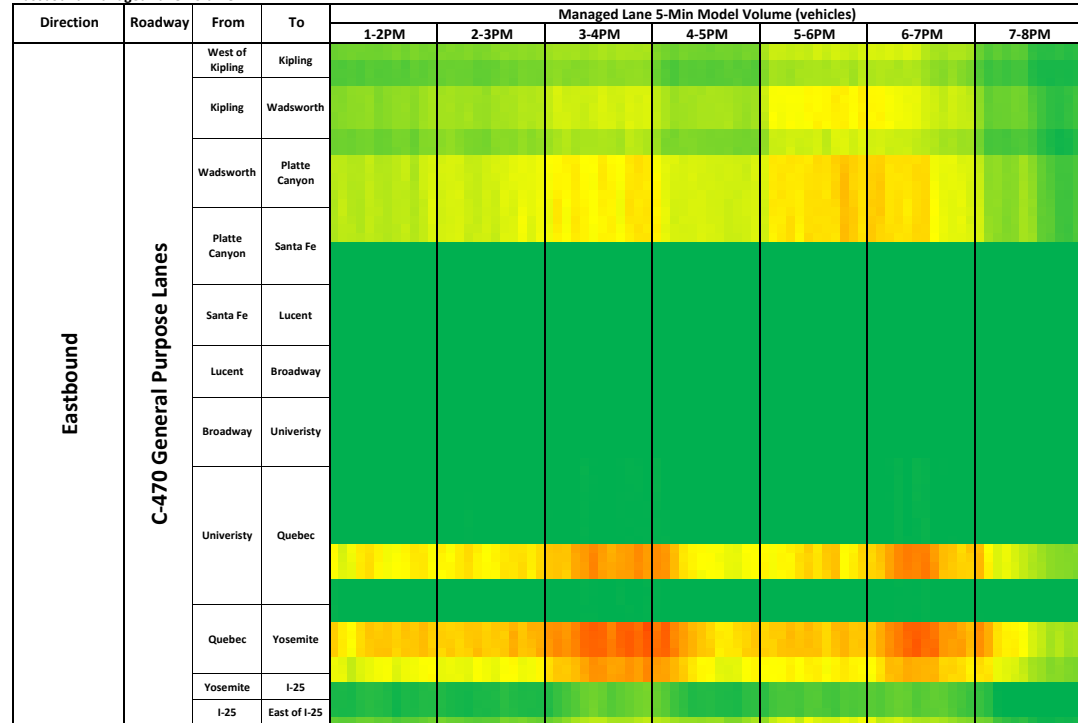 Direction Roadway From To Managed Lane 5-Min Model Volume (vehicles)
1-2PM 2-3PM 3-4PM 4-5PM 5-6PM 6-7PM 7-8PM
Eastbound
C-470 General Purpose Lanes
West of
Kipling
Kipling
Kipling Wadsworth
Wadsworth
Platte
Canyon
Platte
Canyon
Santa Fe
Santa Fe Lucent
Lucent Broadway
Broadway Univeristy
Univeristy Quebec
Quebec Yosemite
Yosemite I-25
I-25 East of I-25